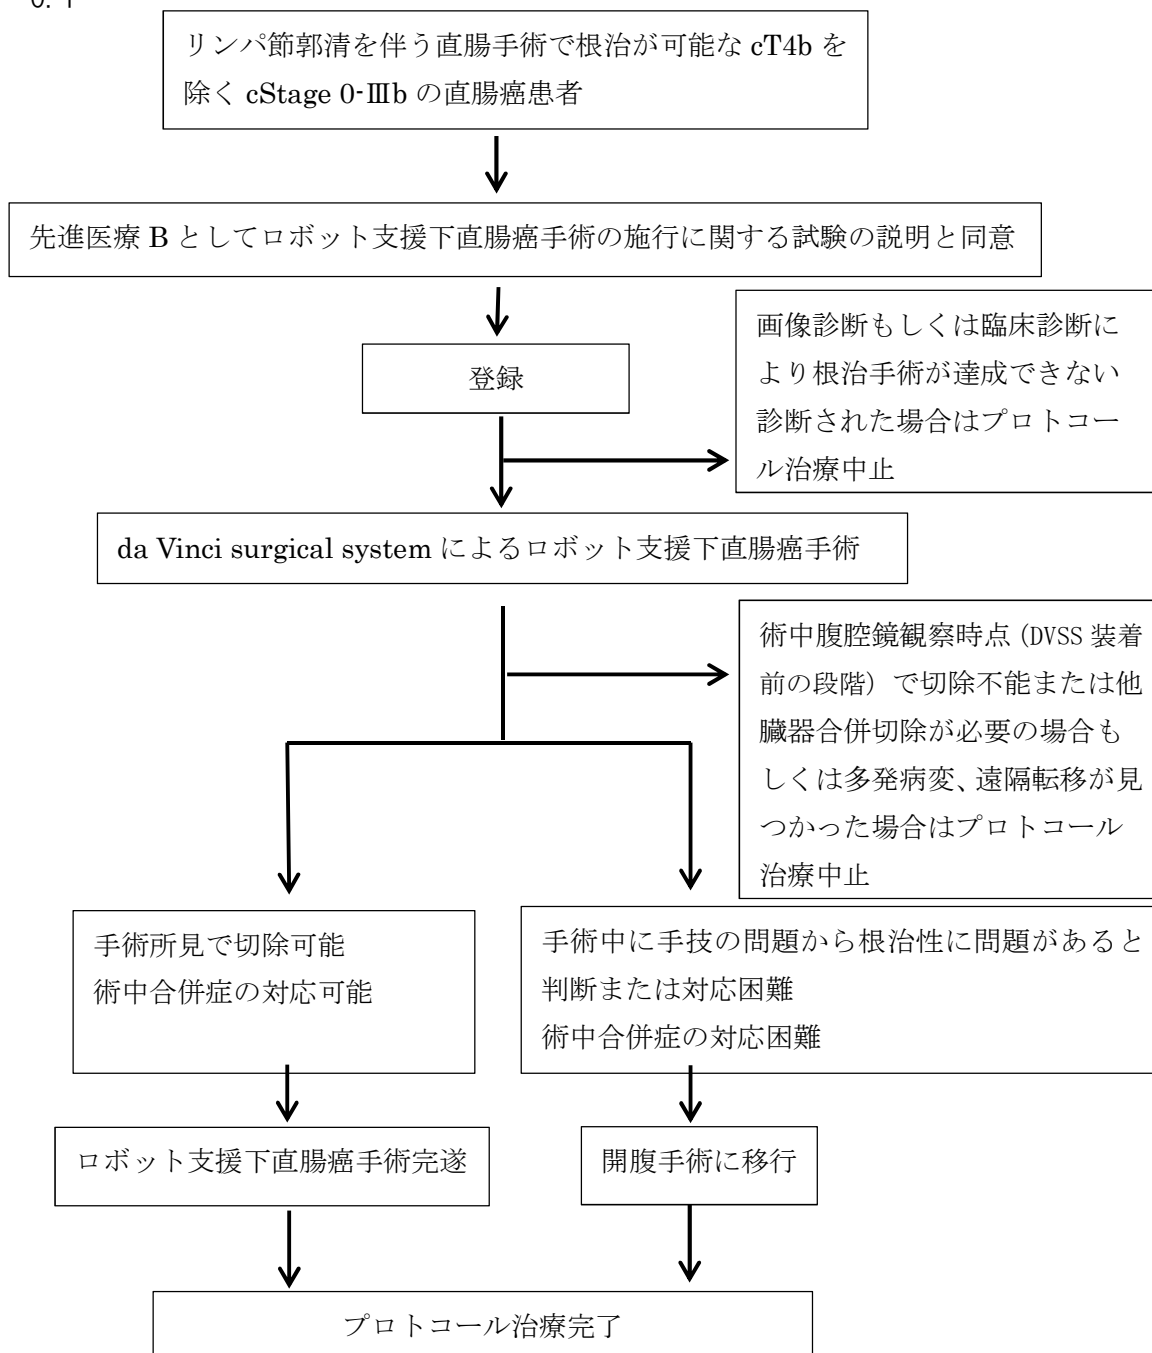 リンパ節郭清を伴う直腸手術で根治が可能な cT4b を
除く cStage 0-Ⅲb の直腸癌患者
先進医療 B としてロボット支援下直腸癌手術の施行に関する試験の説明と同意
登録
画像診断もしくは臨床診断に
より根治手術が達成できない
診断された場合はプロトコー
ル治療中止
da Vinci surgical system によるロボット支援下直腸癌手術
術中腹腔鏡観察時点（DVSS 装着
前の段階）で切除不能または他
臓器合併切除が必要の場合も
しくは多発病変、遠隔転移が見
つかった場合はプロトコール
治療中止
手術所見で切除可能
術中合併症の対応可能
手術中に手技の問題から根治性に問題があると
判断または対応困難
術中合併症の対応困難
ロボット支援下直腸癌手術完遂
開腹手術に移行
プロトコール治療完了